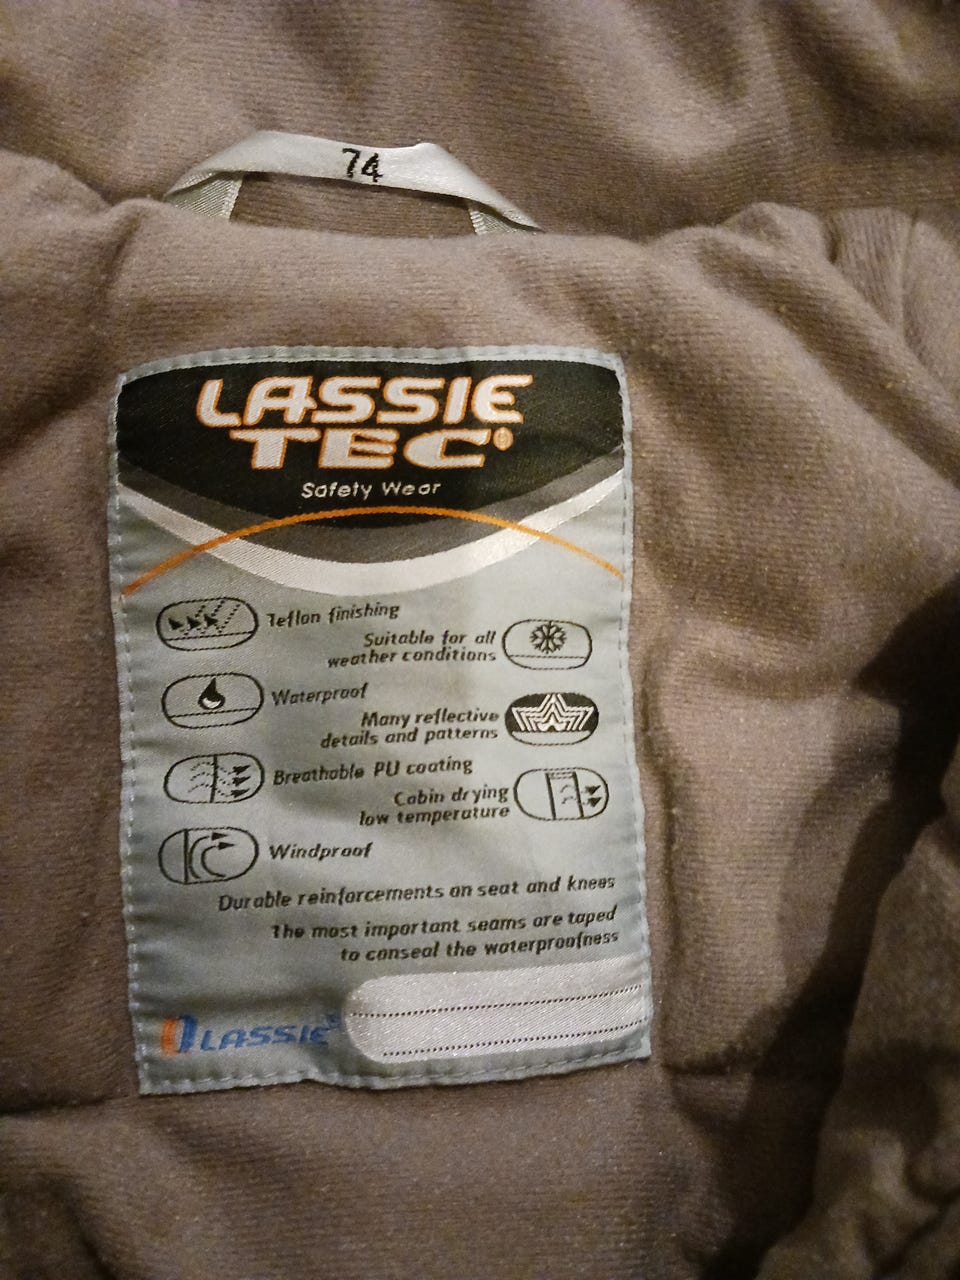 74
LASSIE
TEC®
Safety Wear
Teflon finishing
Suitable for all
weather conditions
Waterproof
Many reflective
details and patterns
Breathable PU coating
Cabin drying
low temperature
Windproof
Durable reinforcements on seat and knees
The most important seams are taped
to conseal the waterproofness
LASSIE®